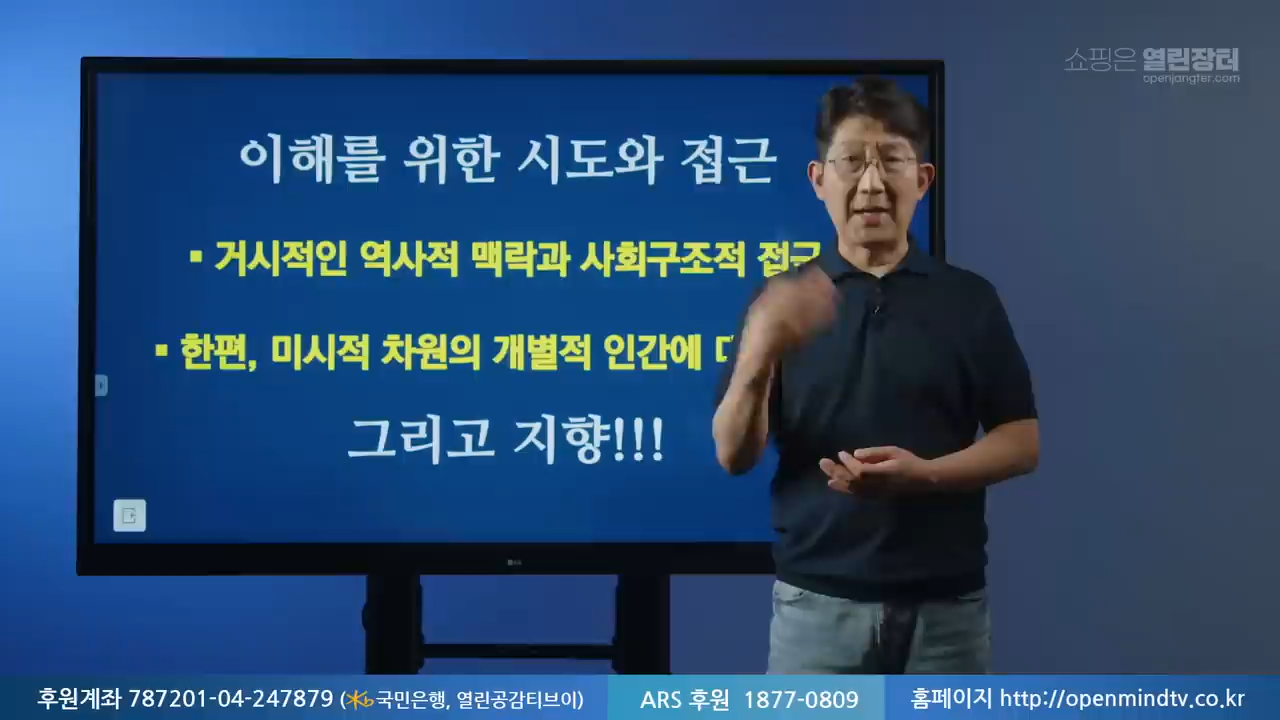 쇼핑은 열린장터
openjangter.com
이해를 위한 시도와 접근
▪ 거시적인 역사적 맥락과 사회구조적 접근
▪ 한편, 미시적 차원의 개별적 인간에
그리고 지향!!!
LG
후원계좌 787201-04-247879 (KB국민은행, 열린공감티브이)
ARS 후원 1877-0809
홈페이지 http://openmindtv.co.kr